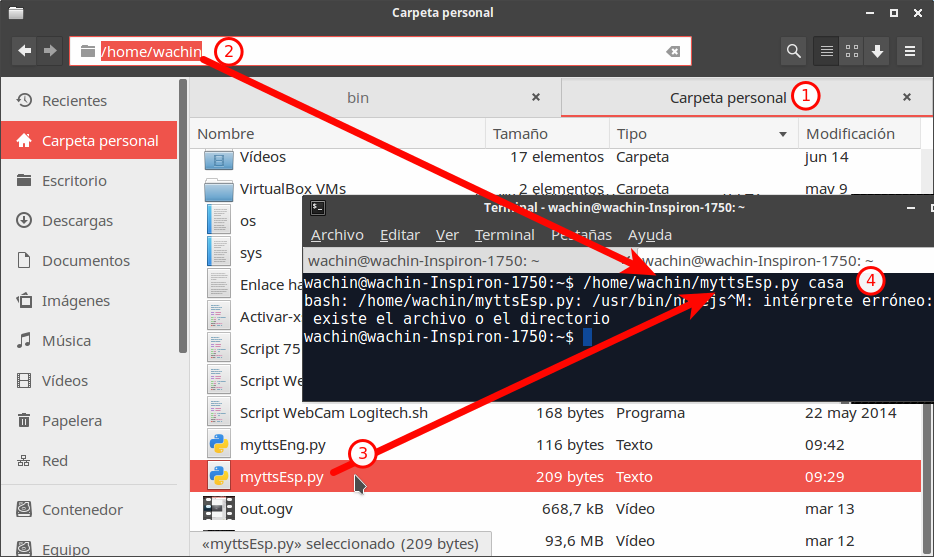 Carpeta personal
/home/wachin
2
bin
Carpeta personal
1
Recientes
Carpeta personal
Escritorio
Descargas
Documentos
Imágenes
Música
Vídeos
Papelera
Red
Contenedor
Equipo
Nombre Tamaño Tipo Modificación
Vídeos 17 elementos Carpeta jun 14
VirtualBox VMs 2 elementos Carpeta may 9
os
sys
Enlace ha
Activar-x
Script 75
Script We
Script WebCam Logitech.sh 168 bytes Programa 22 may 2014
myttsEng.py 116 bytes Texto 09:42
3
myttsEsp.py 209 bytes Texto 09:29
out.ogv 668,7 kB Vídeo mar 13
93,6 MB Vídeo mar 12
«myttsEsp.py» seleccionado (209 bytes)
Terminal - wachin@wachin-Inspiron-1750: ~
Archivo Editar Ver Terminal Pestañas Ayuda
wachin@wachin-Inspiron-1750: ~
wachin@wachin-Inspiron-1750: ~
wachin@wachin-Inspiron-1750:~$ /home/wachin/myttsEsp.py casa
4
bash: /home/wachin/myttsEsp.py: intérprete erróneo:
existe el archivo o el directorio
wachin@wachin-Inspiron-1750:~$